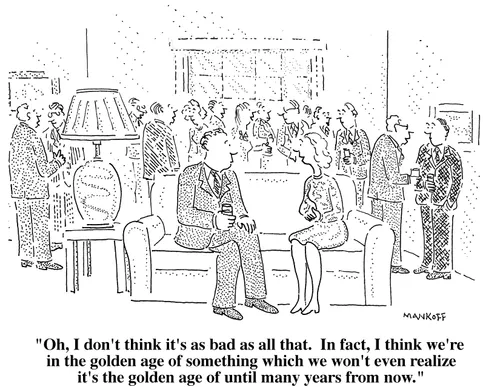 MANKOFF
"Oh, I don't think it's as bad as all that.  In fact, I think we're
in the golden age of something which we won't even realize
it's the golden age of until many years from now."